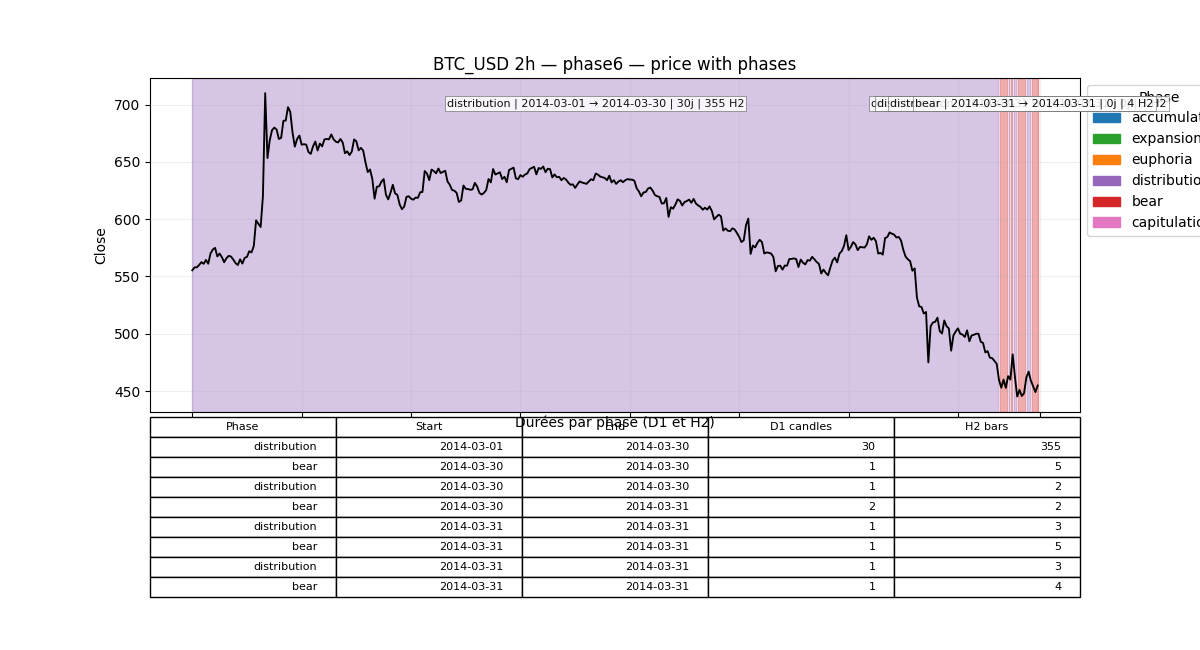 BTC_USD 2h — phase6 — price with phases
distribution | 2014-03-01 → 2014-03-30 | 30j | 355 H2
bear | 2014-03-31 → 2014-03-31 | 0j | 4 H2
Phase
expansion
euphoria
bear
Close
700
650
600
550
500
450
Durées par phase (D1 et H2)
Phase Start End D1 candles H2 bars
distribution 2014-03-01 2014-03-30 30 355
bear 2014-03-30 2014-03-30 1 5
distribution 2014-03-30 2014-03-30 1 2
bear 2014-03-30 2014-03-31 2 2
distribution 2014-03-31 2014-03-31 1 3
bear 2014-03-31 2014-03-31 1 5
distribution 2014-03-31 2014-03-31 1 3
bear 2014-03-31 2014-03-31 1 4